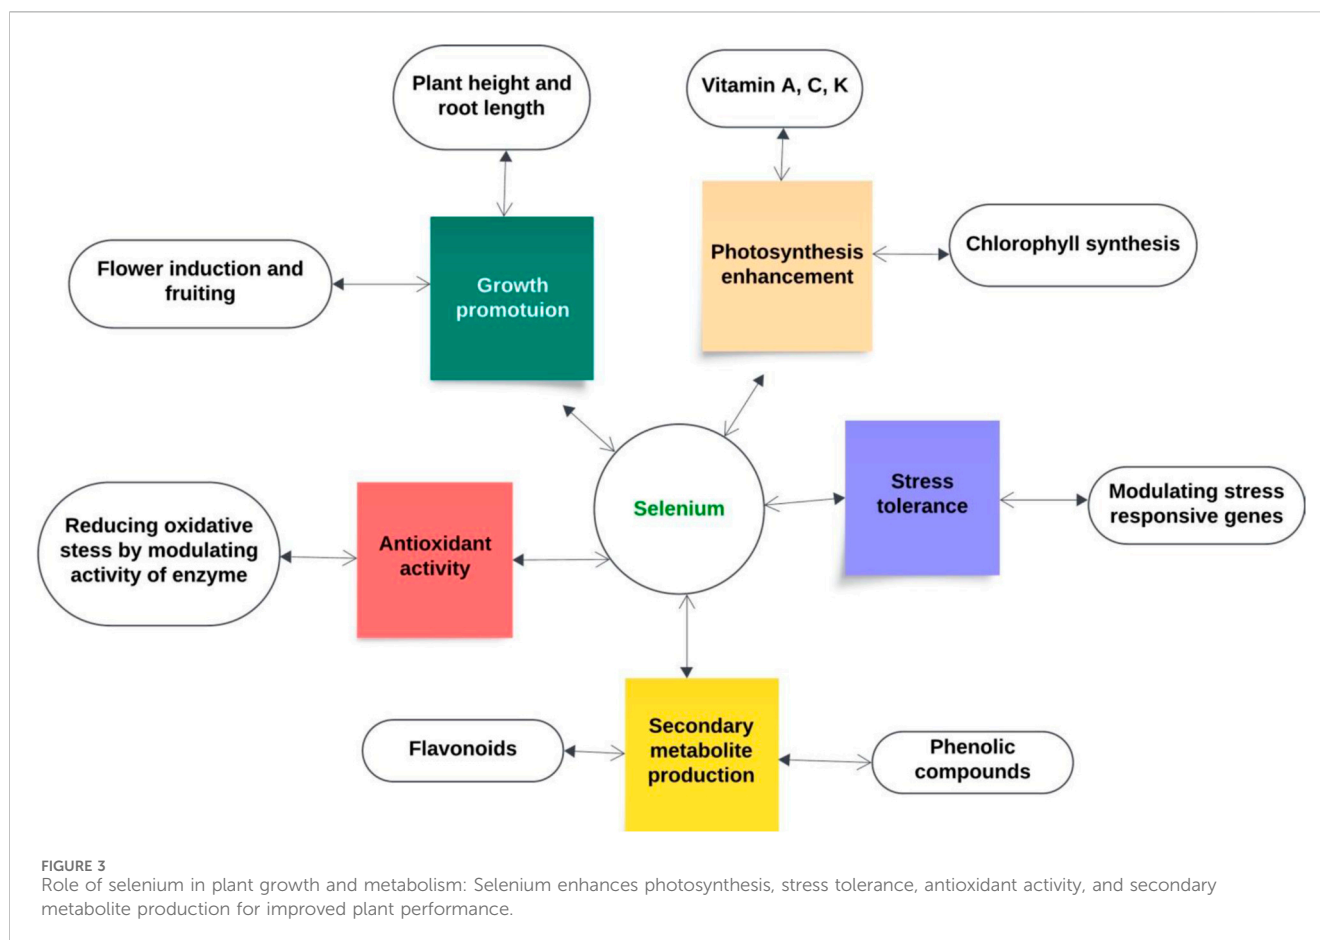 Plant height and
root length
Vitamin A, C, K
Flower induction and
fruiting
Growth
promotuion
Photosynthesis
enhancement
Chlorophyll synthesis
Selenium
Stress
tolerance
Modulating stress
responsive genes
Reducing oxidative
stess by modulating
activity of enzyme
Antioxidant
activity
Flavonoids
Secondary
metabolite
production
Phenolic
compounds
FIGURE 3
Role of selenium in plant growth and metabolism: Selenium enhances photosynthesis, stress tolerance, antioxidant activity, and secondary
metabolite production for improved plant performance.